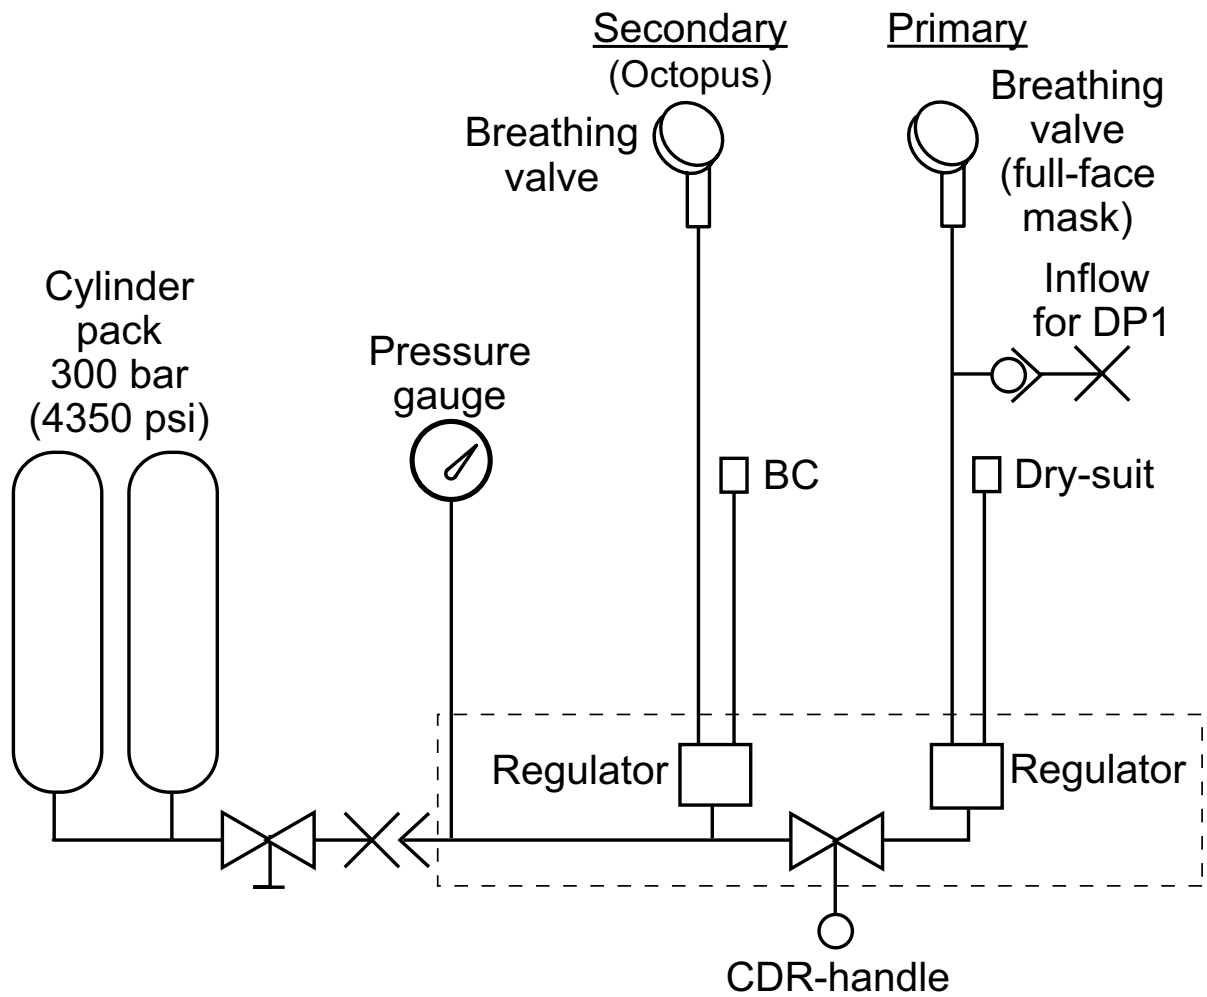 Secondary
(Octopus)
Primary
Breathing
valve
Breathing
valve
(full-face
mask)
Inflow
for DP1
Cylinder
pack
300 bar
(4350 psi)
Pressure
gauge
BC
Dry-suit
Regulator
Regulator
CDR-handle